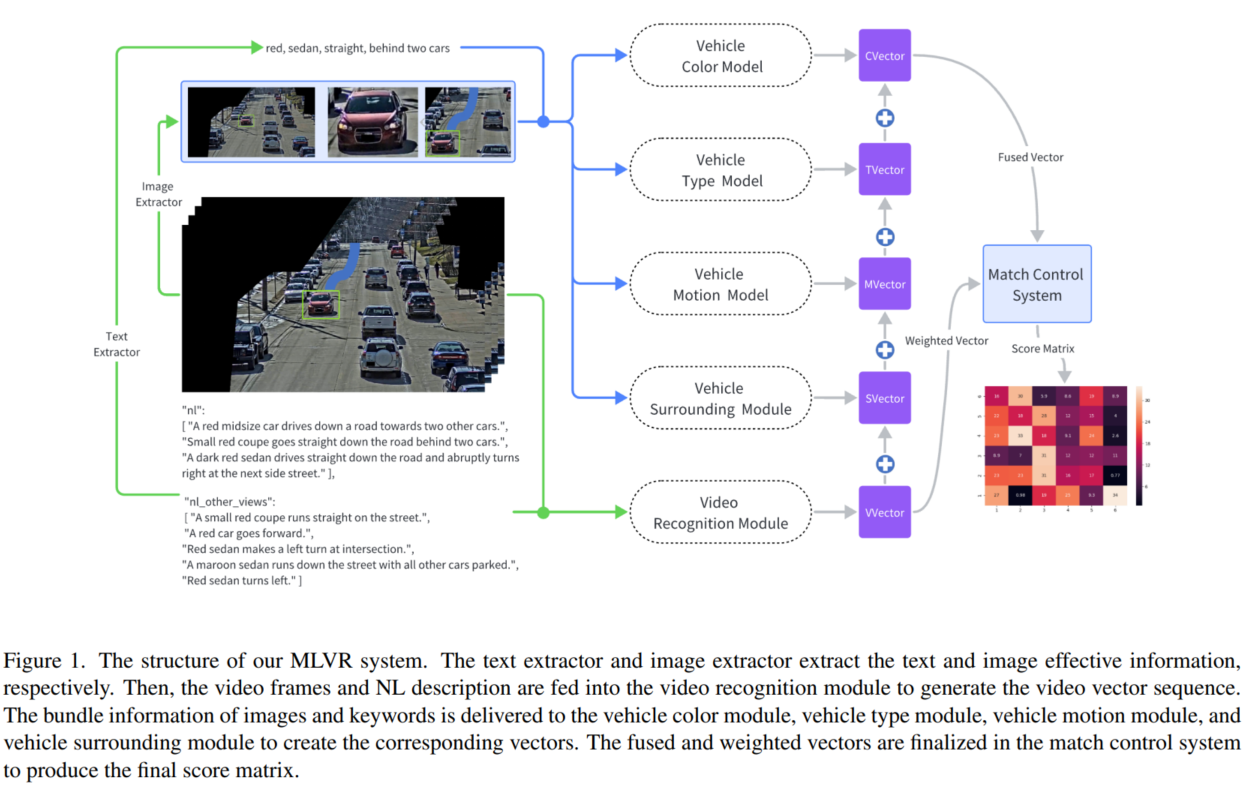 red, sedan, straight, behind two cars
Image
Extractor
Text
Extractor
"nl":
[ "A red midsize car drives down a road towards two other cars.",
"Small red coupe goes straight down the road behind two cars.",
"A dark red sedan drives straight down the road and abruptly turns
right at the next side street." ],
"nl_other_views":
[ "A small red coupe runs straight on the street.",
"A red car goes forward.",
"Red sedan makes a left turn at intersection.",
"A maroon sedan runs down the street with all other cars parked.",
"Red sedan turns left." ]
Vehicle
Color Model
Vehicle
Type Model
Vehicle
Motion Model
Vehicle
Surrounding Module
Video
Recognition Module
CVector
TVector
MVector
SVector
VVector
Fused Vector
Weighted Vector
Match Control
System
Score Matrix
Figure 1. The structure of our MLVR system. The text extractor and image extractor extract the text and image effective information,
respectively. Then, the video frames and NL description are fed into the video recognition module to generate the video vector sequence.
The bundle information of images and keywords is delivered to the vehicle color module, vehicle type module, vehicle motion module, and
vehicle surrounding module to create the corresponding vectors. The fused and weighted vectors are finalized in the match control system
to produce the final score matrix.